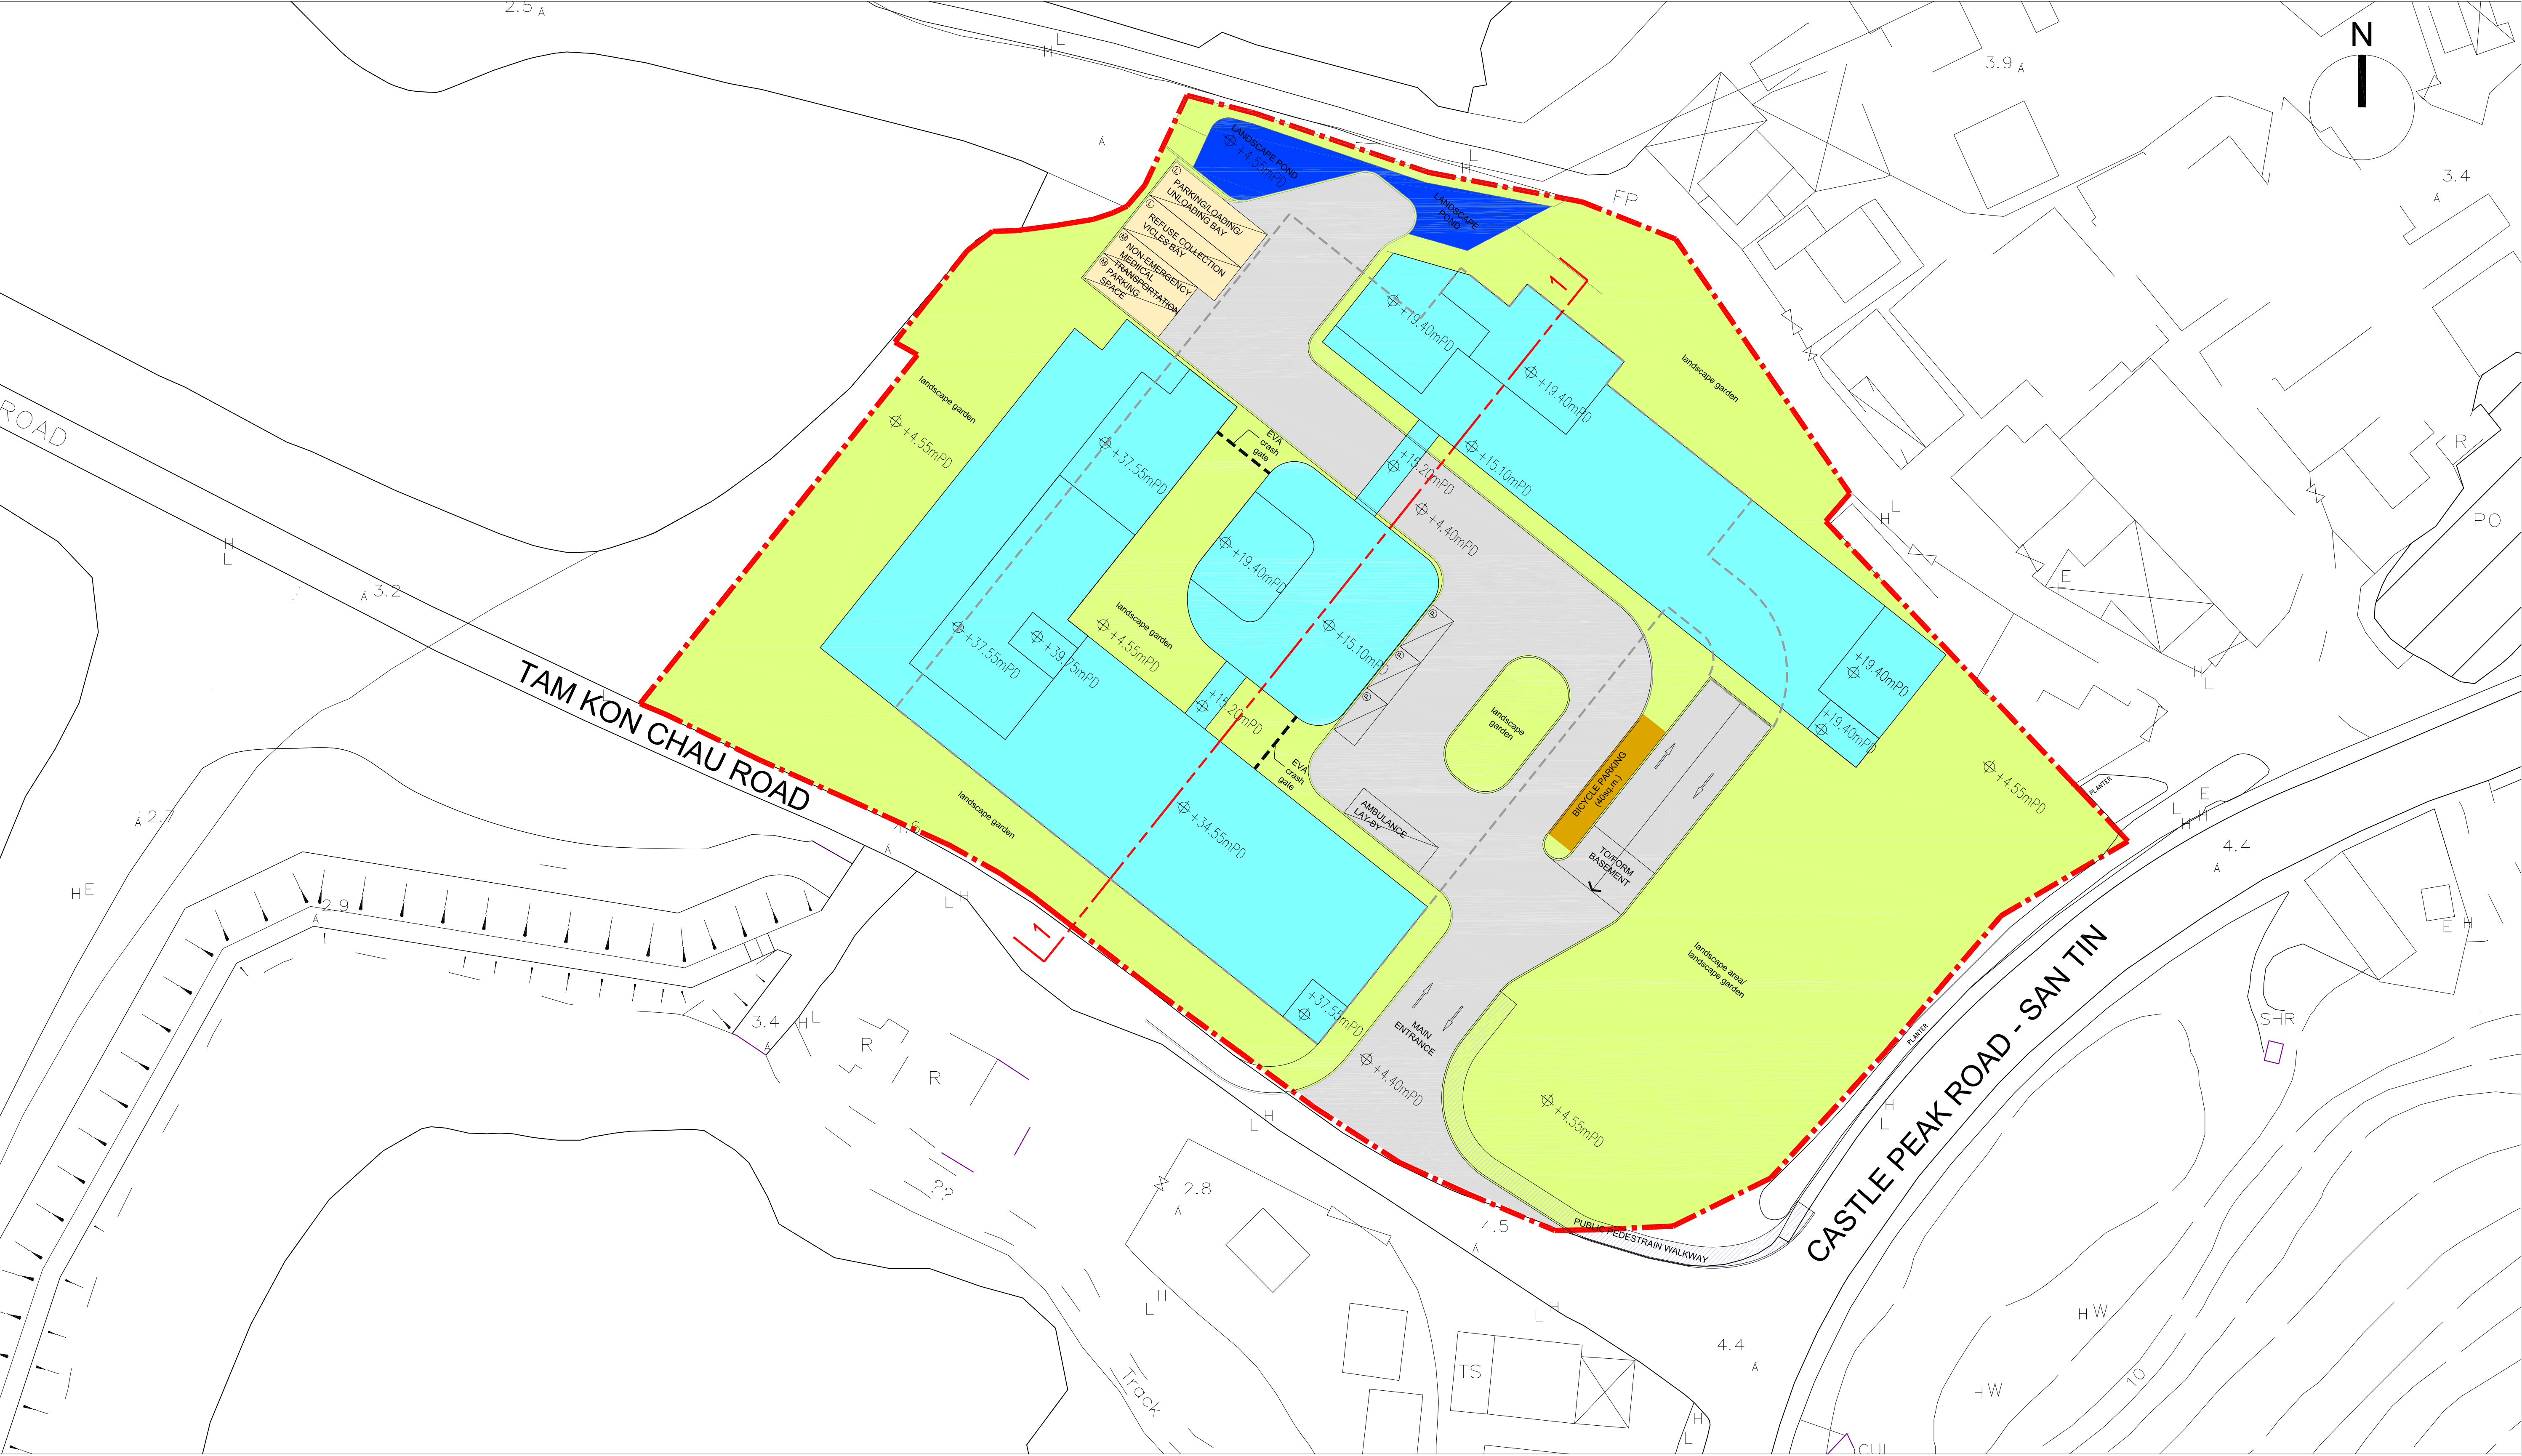 2.5
N
3.9
3.4
FP
LANDSCAPE POND
+4.55mPD
LANDSCAPE
POND
L
PARKING/LOADING/
UNLOADING BAY
L
REFUSE COLLECTION
VICLES BAY
M
NON-EMERGENCY
MEDICAL
TRANSPORTATION
M
PARKING
SPACE
1
+19.40mPD
+19.40mPD
landscape garden
landscape garden
+4.55mPD
ROAD
+37.55mPD
EVA
crash
gate
+15.20mPD
+15.10mPD
+4.40mPD
R
PO
+19.40mPD
3.2
landscape garden
+4.55mPD
+15.10mPD
+37.55mPD
+39.75mPD
+15.20mPD
E
H
+19.40mPD
+19.40mPD
landscape
garden
TAM KON CHAU ROAD
EVA
crash
gate
BICYCLE PARKING
(40sq.m.)
+4.55mPD
PLANTER
2.7
4.6
landscape garden
+34.55mPD
AMBULANCE
LAY-BY
TO/FORM
BASEMENT
4.4
HE
2.9
1
landscape area/
landscape garden
CASTLE PEAK ROAD - SAN TIN
PLANTER
E
H
SHR
3.4
R
R
+37.55mPD
MAIN
ENTRANCE
+4.40mPD
+4.55mPD
??
2.8
4.5
PUBLIC PEDESTRAIN WALKWAY
4.4
TS
Track
HW
HW
10
CUL